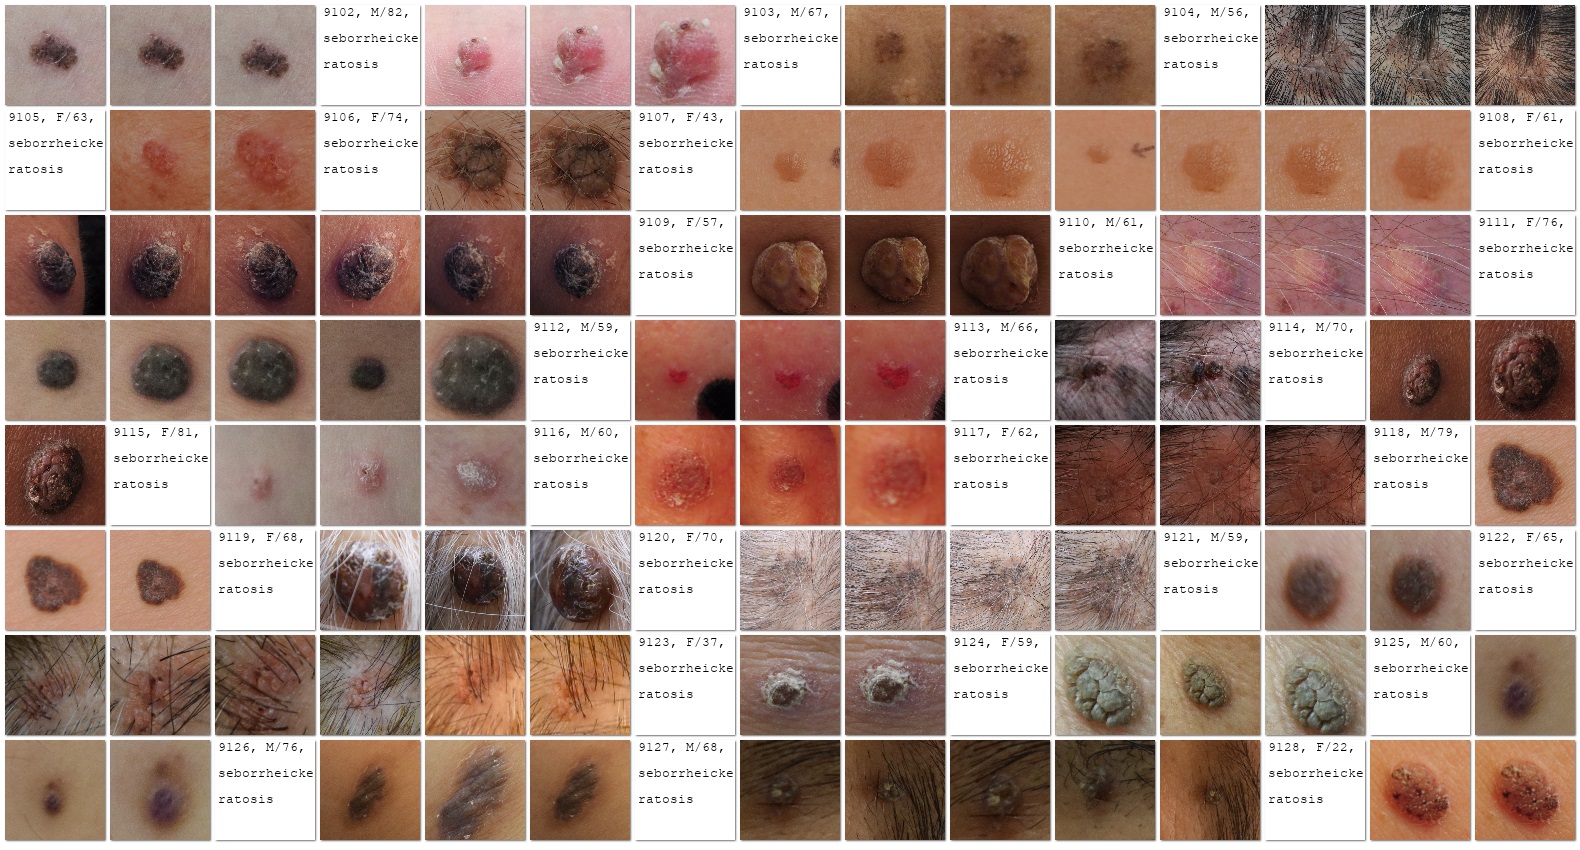 9102, M/82,
seborrheicke
ratosis
9103, M/67,
seborrheicke
ratosis
9104, M/56,
seborrheicke
ratosis
9105, F/63,
seborrheicke
ratosis
9106, F/74,
seborrheicke
ratosis
9107, F/43,
seborrheicke
ratosis
9108, F/61,
seborrheicke
ratosis
9109, F/57,
seborrheicke
ratosis
9110, M/61,
seborrheicke
ratosis
9111, F/76,
seborrheicke
ratosis
9112, M/59,
seborrheicke
ratosis
9113, M/66,
seborrheicke
ratosis
9114, M/70,
seborrheicke
ratosis
9115, F/81,
seborrheicke
ratosis
9116, M/60,
seborrheicke
ratosis
9117, F/62,
seborrheicke
ratosis
9118, M/79,
seborrheicke
ratosis
9119, F/68,
seborrheicke
ratosis
9120, F/70,
seborrheicke
ratosis
9121, M/59,
seborrheicke
ratosis
9122, F/65,
seborrheicke
ratosis
9123, F/37,
seborrheicke
ratosis
9124, F/59,
seborrheicke
ratosis
9125, M/60,
seborrheicke
ratosis
9126, M/76,
seborrheicke
ratosis
9127, M/68,
seborrheicke
ratosis
9128, F/22,
seborrheicke
ratosis